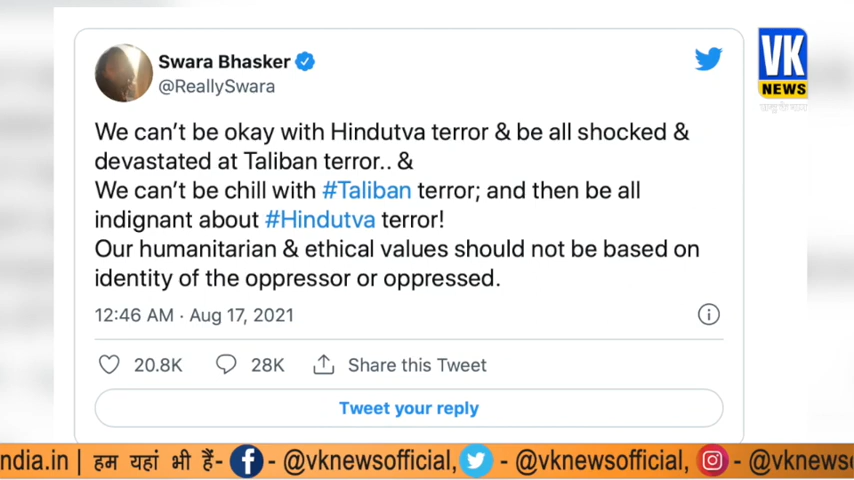 Swara Bhasker
@ReallySwara
VK
NEWS
We can't be okay with Hindutva terror & be all shocked &
devastated at Taliban terror.. &
We can't be chill with #Taliban terror; and then be all
indignant about #Hindutva terror!
Our humanitarian & ethical values should not be based on
identity of the oppressor or oppressed.
12:46 AM · Aug 17, 2021
20.8K 28K Share this Tweet
Tweet your reply
ndia.in | हम यहां भी हैं- - @vknewsofficial, - @vknewsofficial, - @vknewso